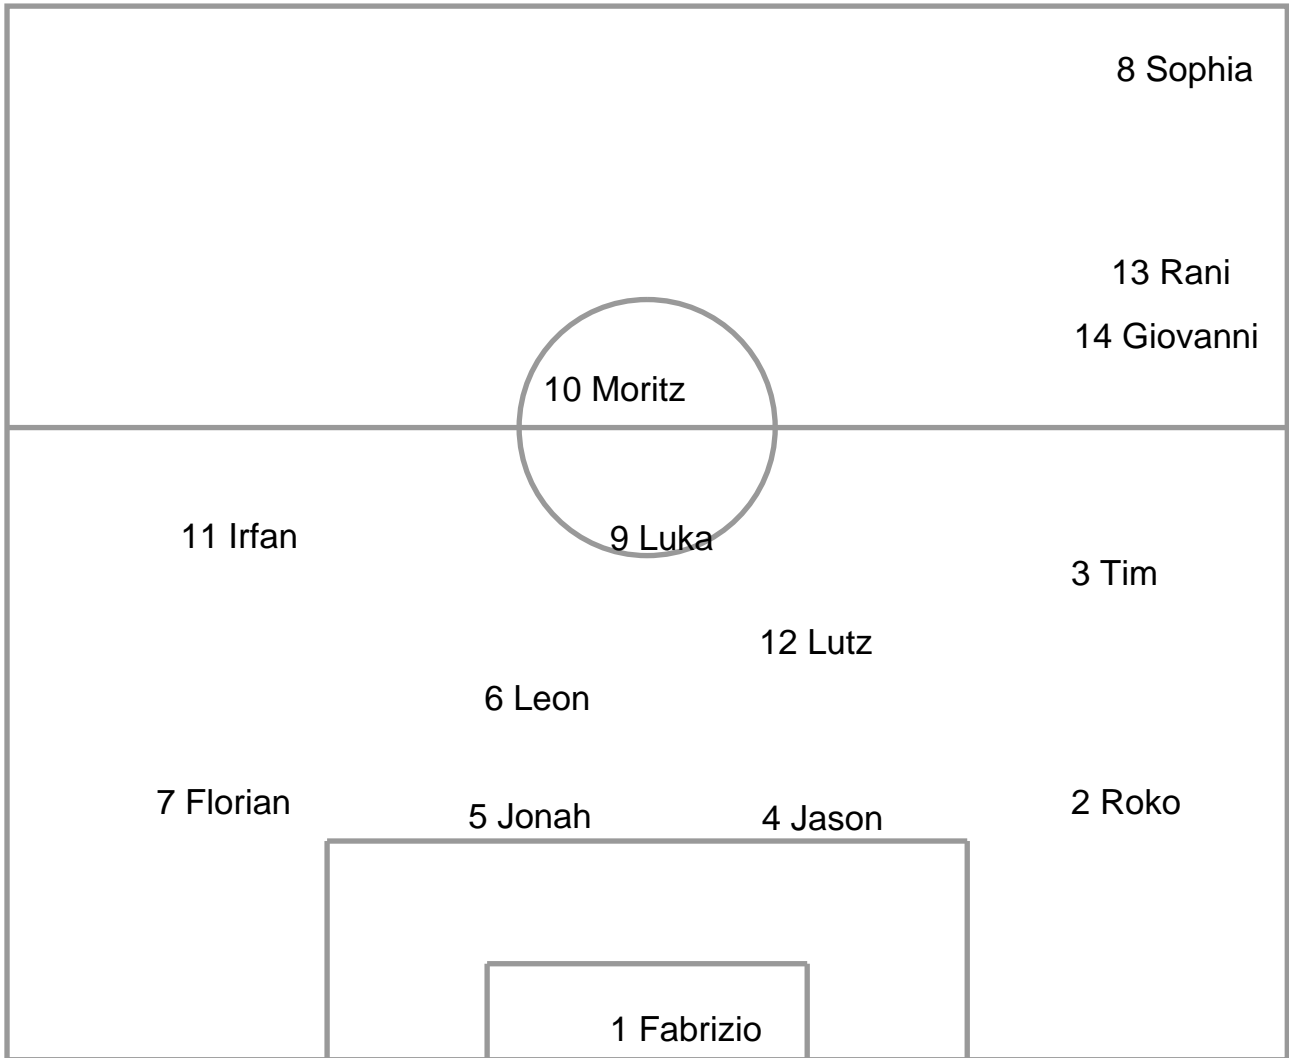 8 Sophia
13 Rani
14 Giovanni
10 Moritz
11 Irfan
9 Luka
3 Tim
12 Lutz
6 Leon
7 Florian
5 Jonah
4 Jason
2 Roko
1 Fabrizio